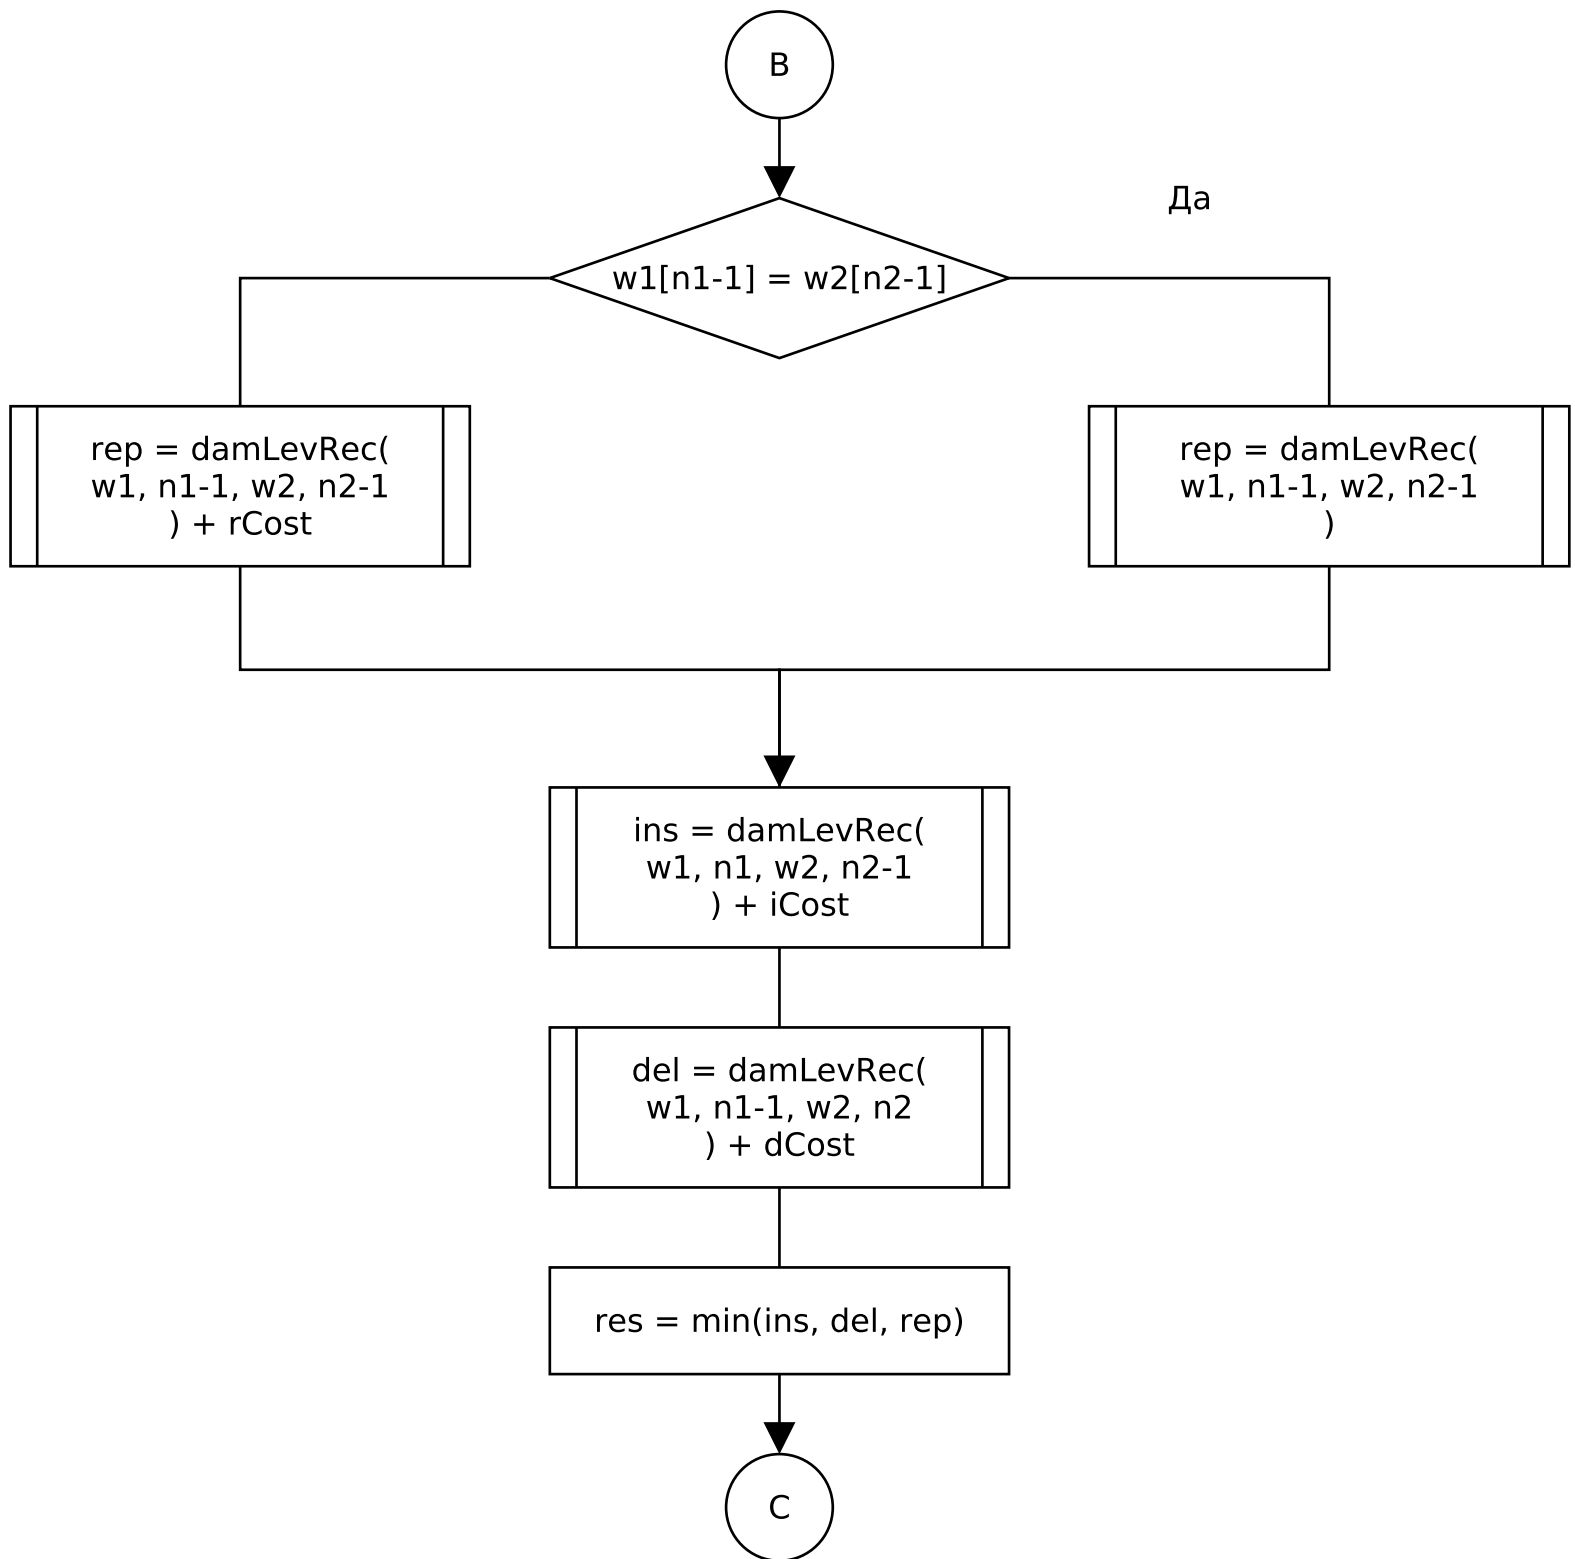 B
Да
w1[n1-1] = w2[n2-1]
rep = damLevRec(
w1, n1-1, w2, n2-1
) + rCost
rep = damLevRec(
w1, n1-1, w2, n2-1
)
ins = damLevRec(
w1, n1, w2, n2-1
) + iCost
del = damLevRec(
w1, n1-1, w2, n2
) + dCost
res = min(ins, del, rep)
C